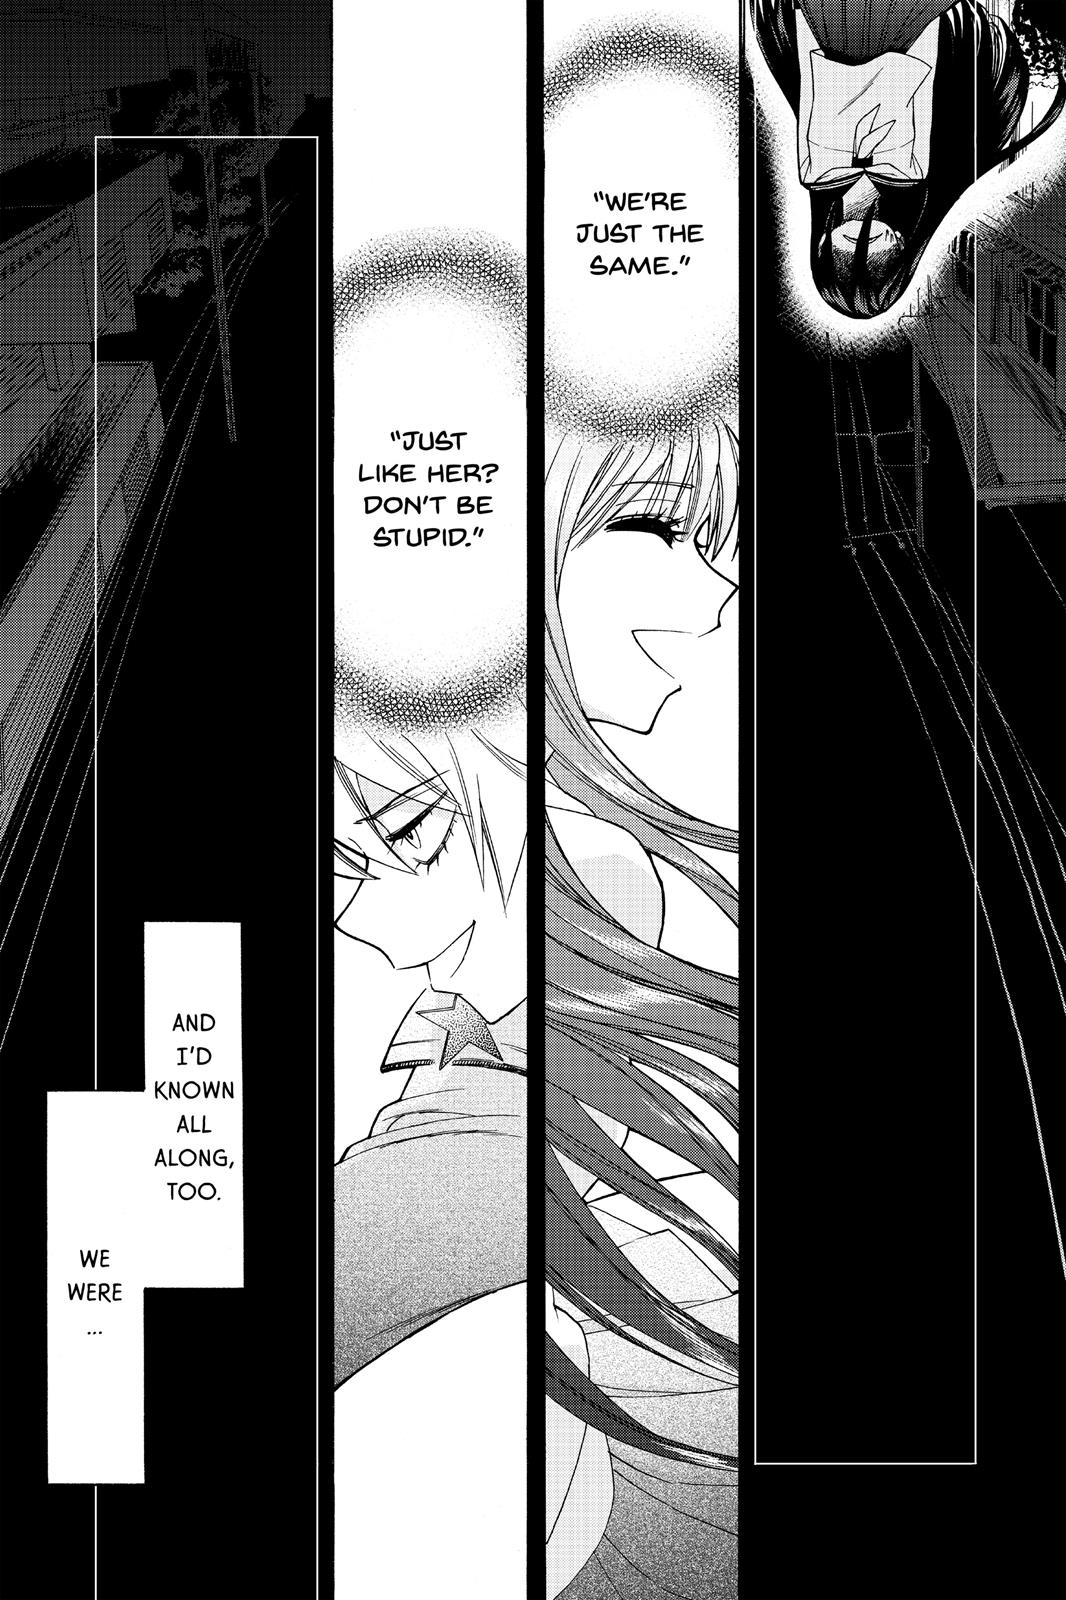 "WE'RE
JUST THE
SAME."
"JUST
LIKE HER?
DON'T BE
STUPID."
AND
I'D
KNOWN
ALL
ALONG,
TOO.
WE
WERE
...